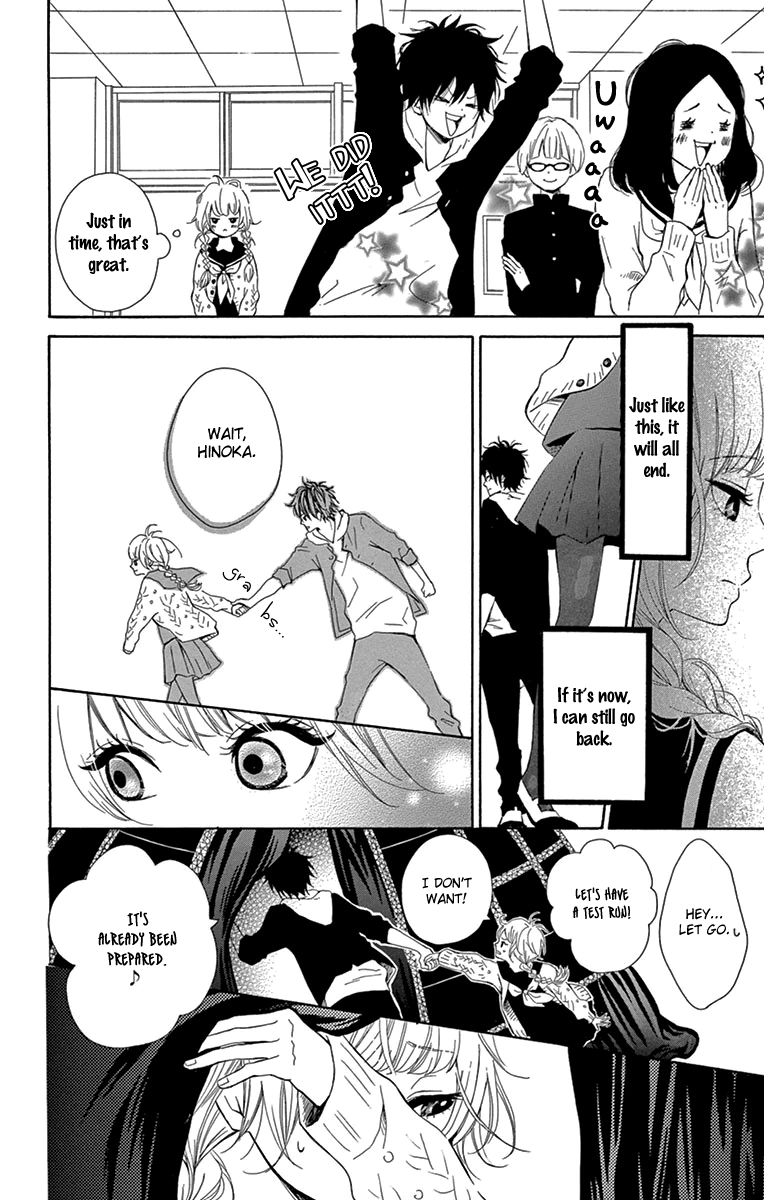 Uwaaaa
WE DID
ITTT!
Just in
time, that's
great.
Just like
this, it
will all
end.
If it's now,
I can still go
back.
WAIT,
HINOKA.
gra
bs...
HEY...
LET GO.
LET'S HAVE
A TEST RUN!
I DON'T
WANT!
IT'S
ALREADY BEEN
PREPARED.
♪